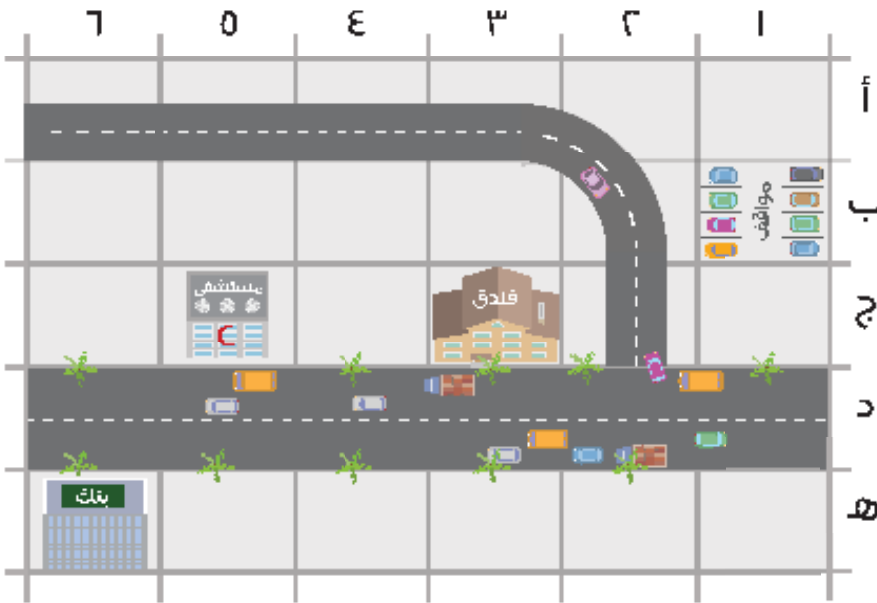 ١ ٢ ٣ ٤ ٥ ٦
أ
ب
مواقف
ج
فندق
مستشفى
د
هـ
بنك